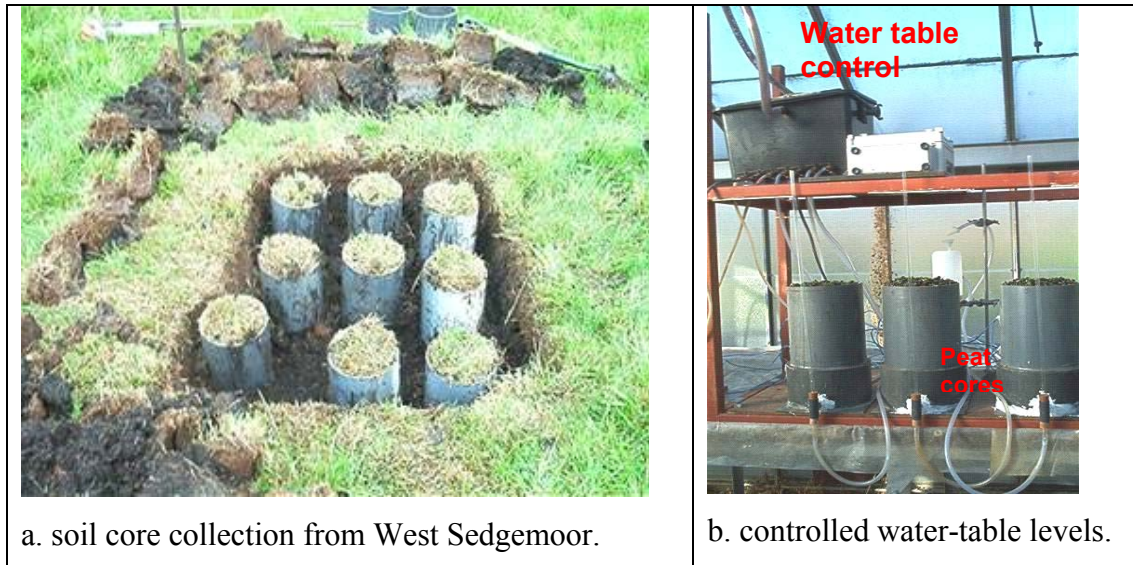 Water table
control
Peat
cores
a. soil core collection from West Sedgemoor.
b. controlled water-table levels.